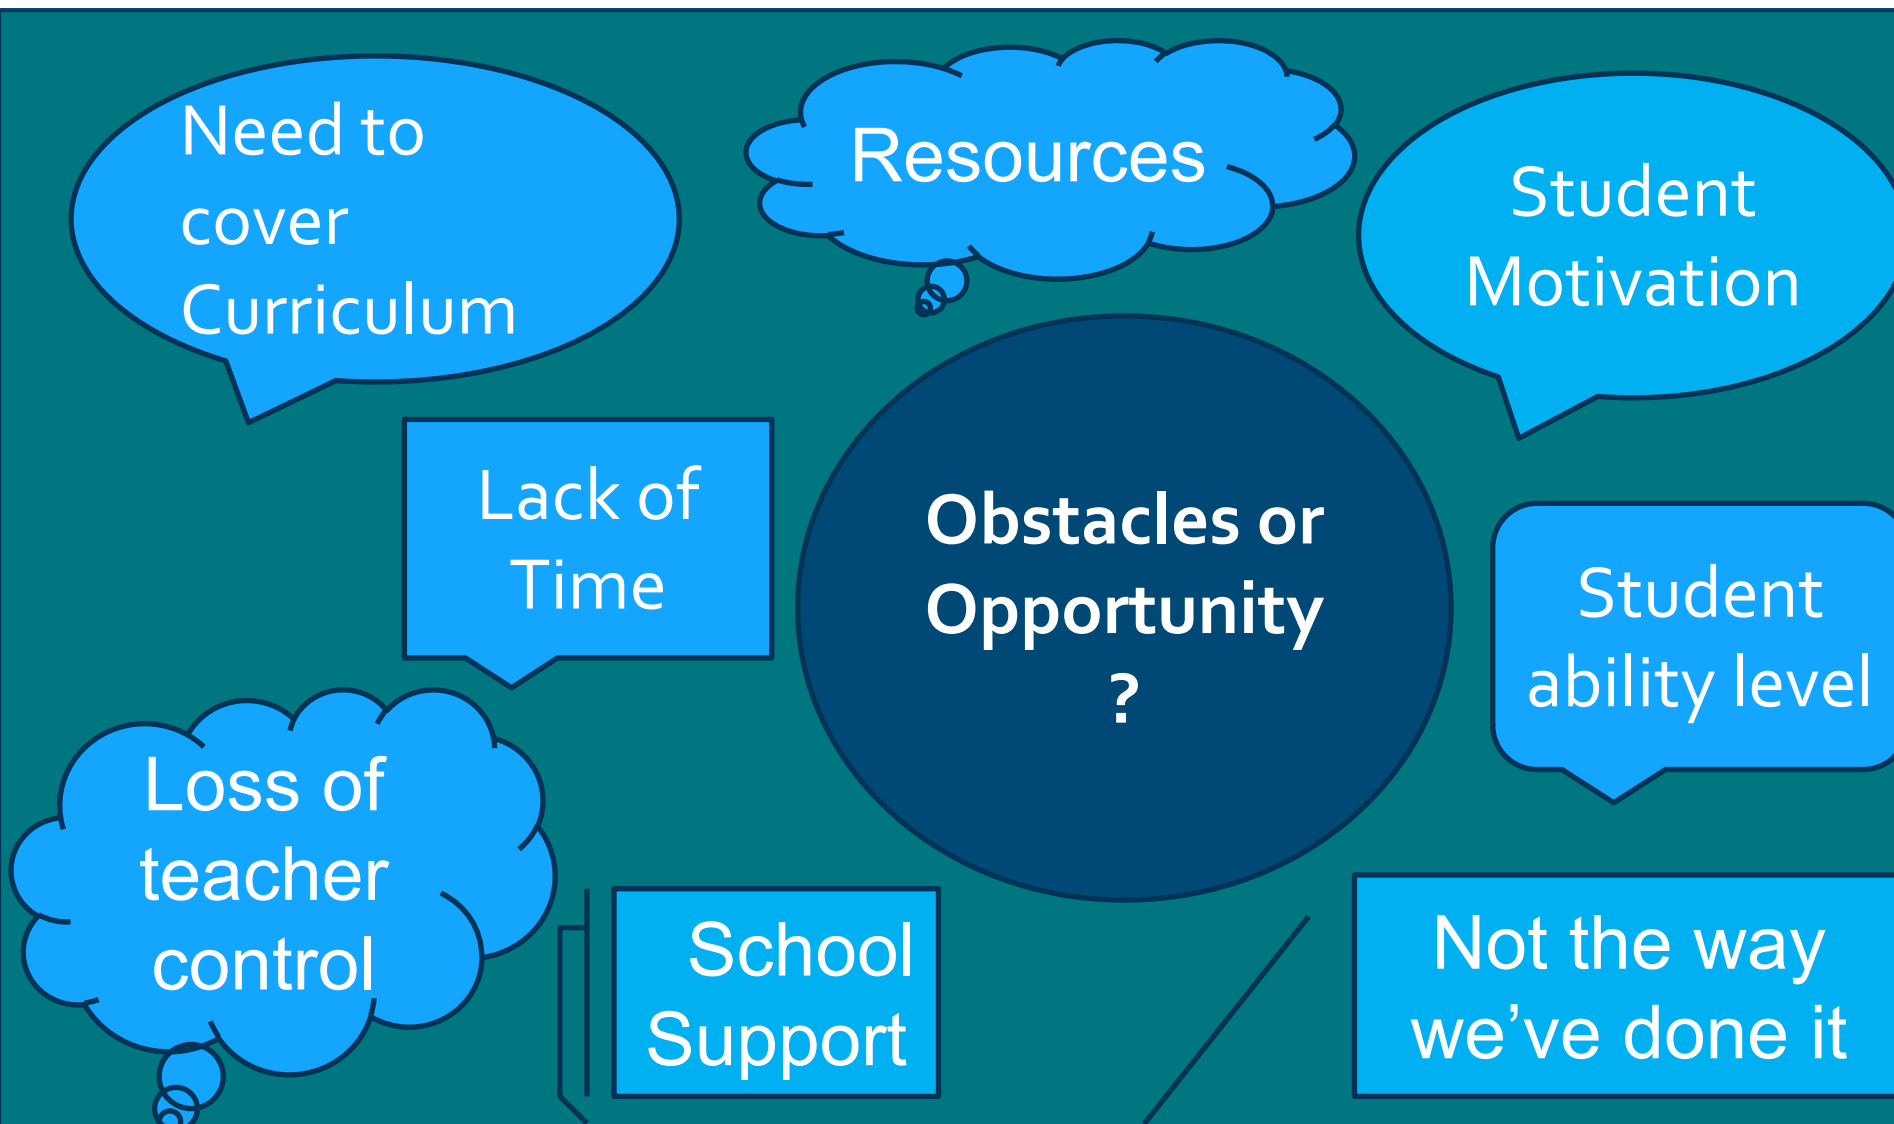 Need to
cover
Curriculum
Resources
Student
Motivation
Lack of
Time
Obstacles or
Opportunity
?
Student
ability level
Loss of
teacher
control
School
Support
Not the way
we’ve done it